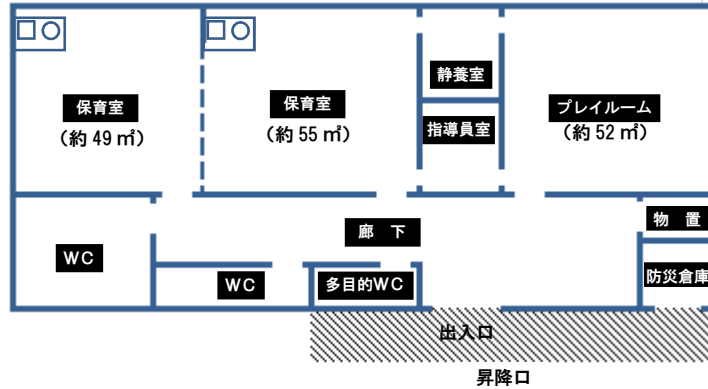 静養室
保育室
保育室
プレイルーム
（約 49 ㎡）
（約 55 ㎡）
指導員室
（約 52 ㎡）
物　置
廊　下
WC
防災倉庫
WC
多目的WC
出入口
昇降口